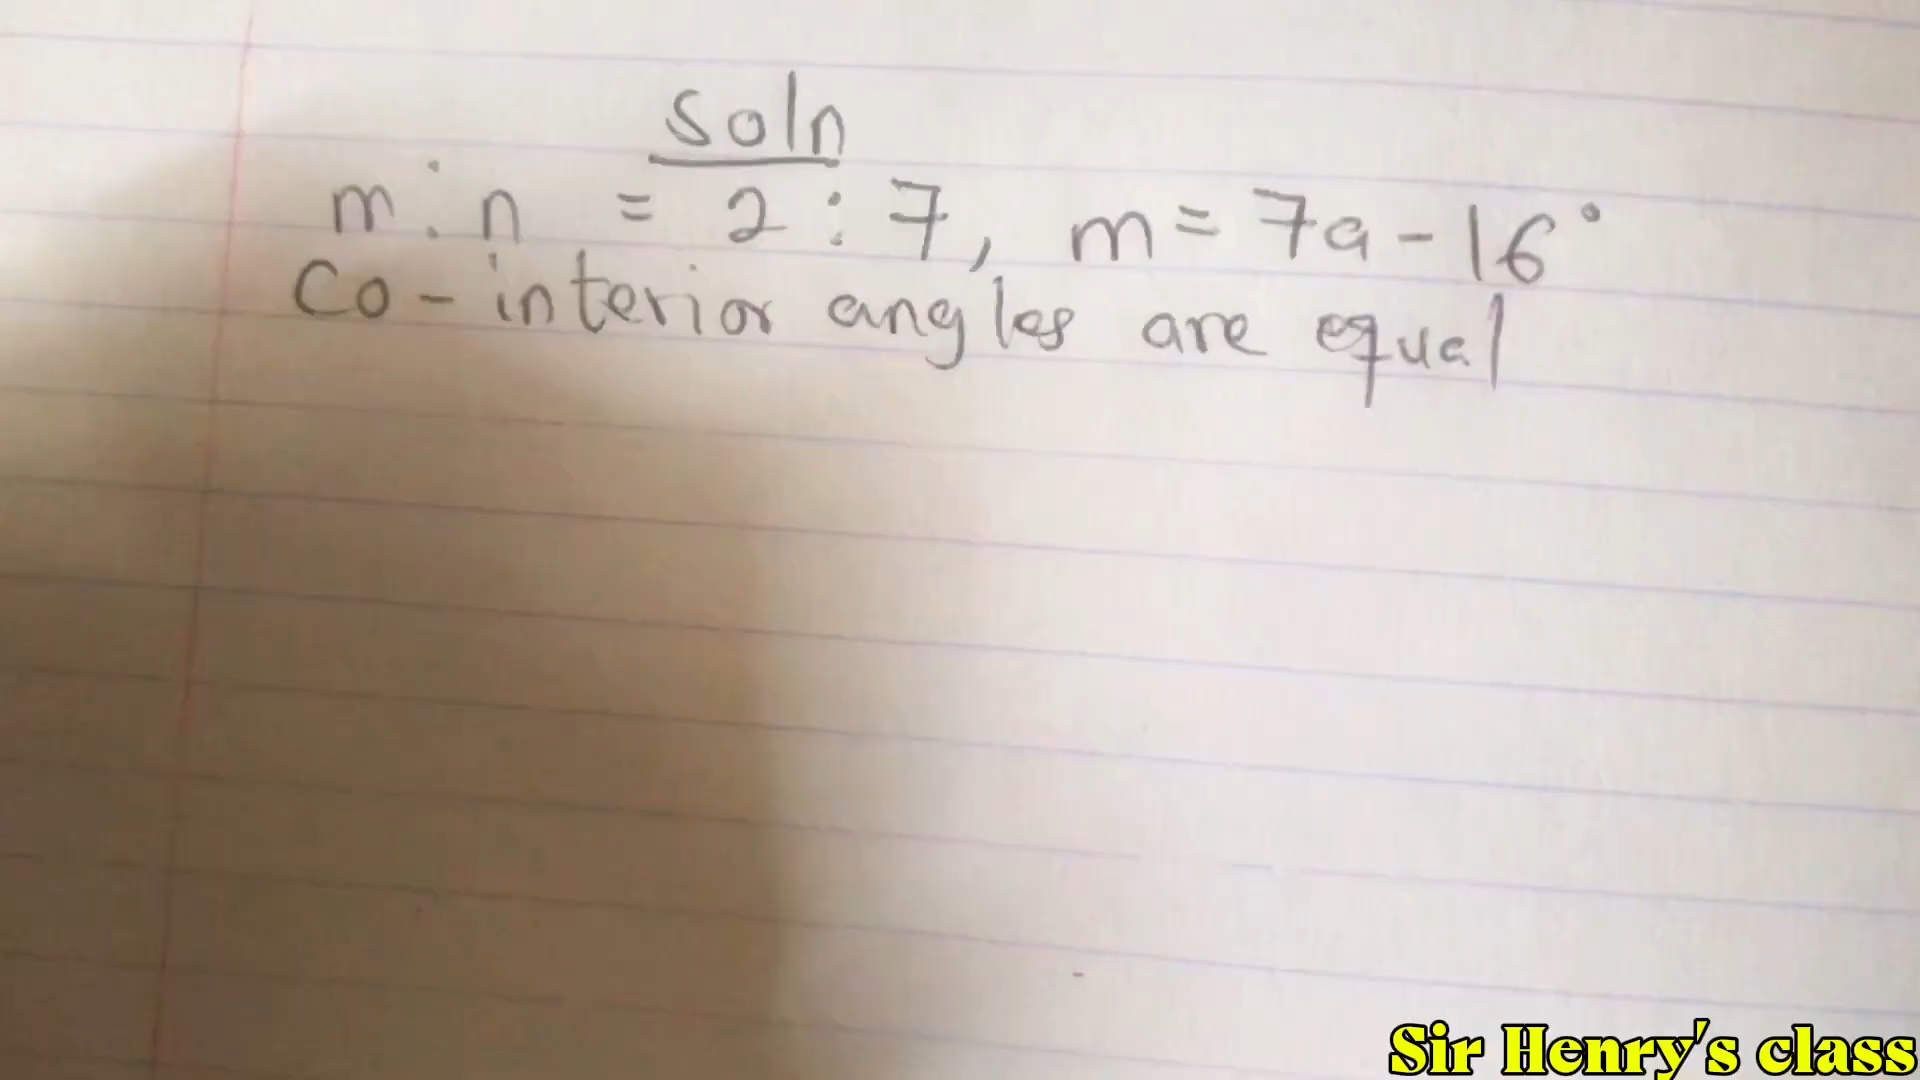 soln
m : n = 2 : 7, m = 7a - 16°
Co - interior angles are equal
Sir Henry's class